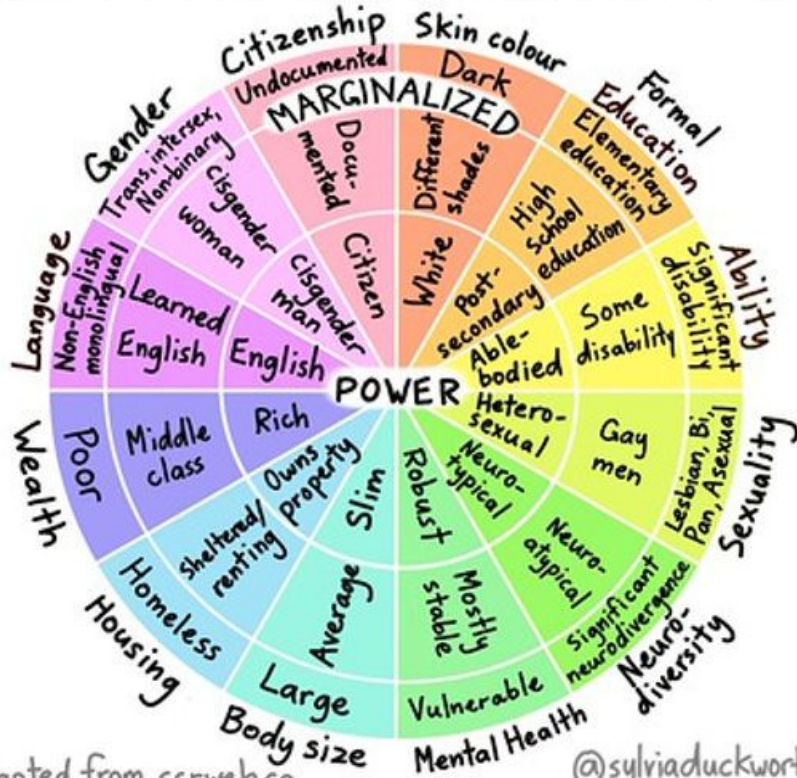 Citizenship
Undocumented
Docu-
mented
Citizen
Skin colour
Dark
Different
shades
White
Formal
Education
Elementary
education
High
school
education
Post-
secondary
Ability
Significant
disability
Some
disability
Able-
bodied
Sexuality
Lesbian, Bi,
Pan, Asexual
Gay
men
Hetero-
sexual
Neuro-
diversity
Significant
neurodivergence
Neuro-
atypical
Neuro-
typical
Mental Health
Vulnerable
Mostly
stable
Robust
Body size
Large
Average
Slim
Housing
Homeless
Sheltered/
renting
Owns
property
Wealth
Poor
Middle
class
Rich
Language
Non-English
monolingual
Learned
English
English
Gender
Trans, intersex,
Non-binary
cisgender
woman
cisgender
man
MARGINALIZED
POWER
@sylviaduckwor